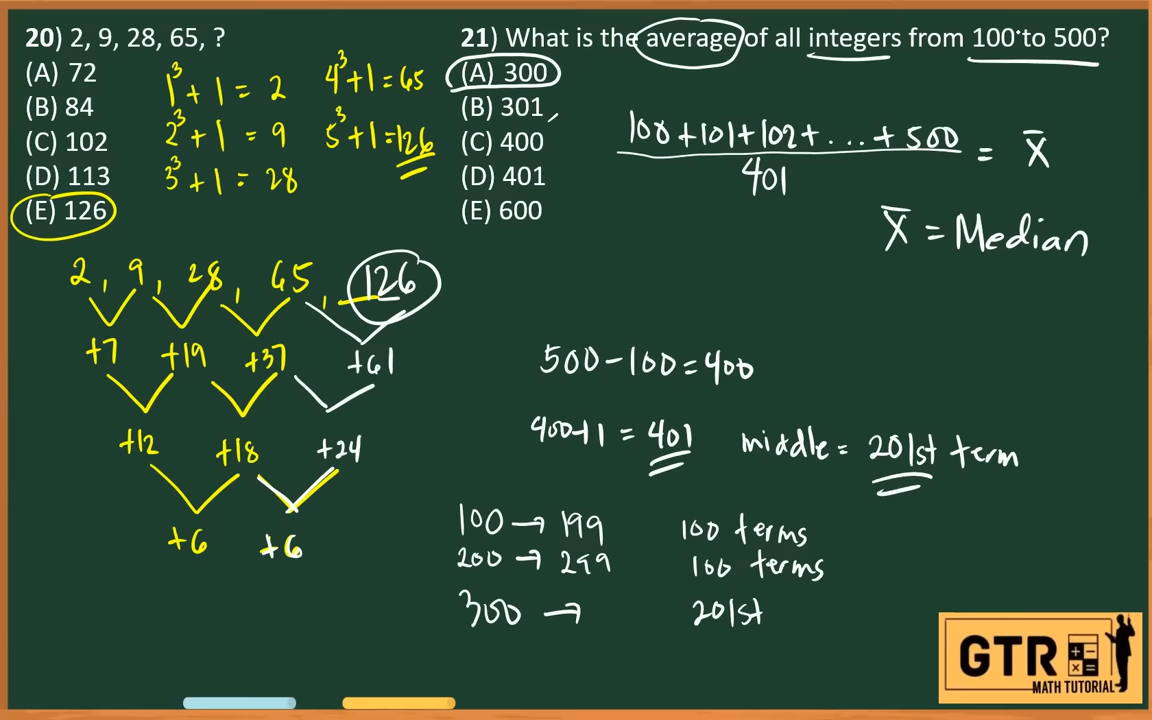 20) 2, 9, 28, 65, ?
(A) 72
(B) 84
(C) 102
(D) 113
(E) 126
1³ + 1 = 2
2³ + 1 = 9
3³ + 1 = 28
4³ + 1 = 65
5³ + 1 = 126
2, 9, 28, 65, 126
+7 +19 +37 +61
+12 +18 +24
+6 +6
21) What is the average of all integers from 100 to 500?
(A) 300
(B) 301
(C) 400
(D) 401
(E) 600
100 + 101 + 102 + ... + 500
401
= X̄
X̄ = Median
500 - 100 = 400
400 + 1 = 401
middle = 201st term
100 → 199 100 terms
200 → 299 100 terms
300 → 201st
GTR
MATH TUTORIAL